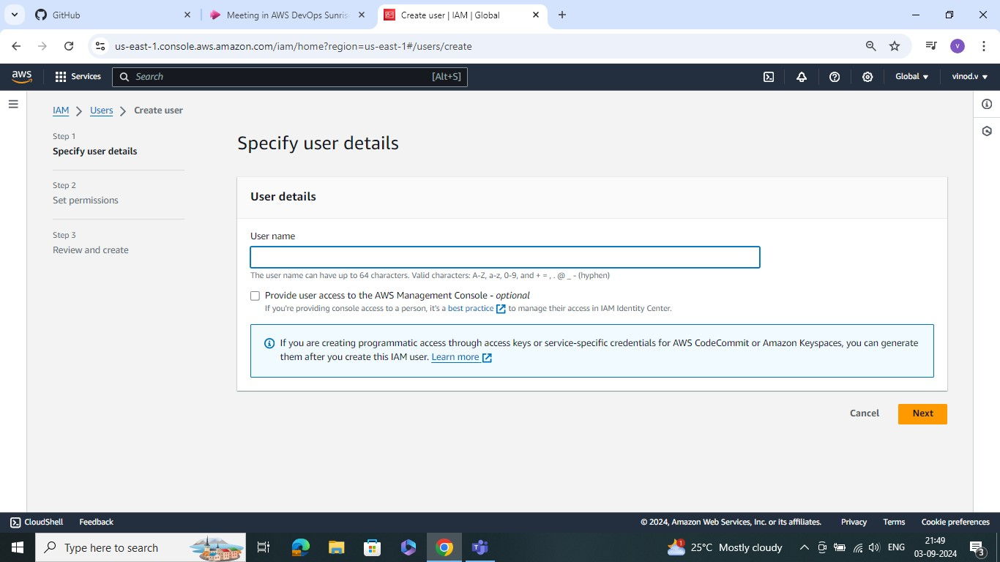 GitHub
Meeting in AWS DevOps Sunris
Create user | IAM | Global
us-east-1.console.aws.amazon.com/iam/home?region=us-east-1#/users/create
V
aws
Services
Search
[Alt+S]
Global
vinod.v
IAM
Users
Create user
Step 1
Specify user details
Step 2
Set permissions
Step 3
Review and create
Specify user details
User details
User name
The user name can have up to 64 characters. Valid characters: A-Z, a-z, 0-9, and + = , . @ _ - (hyphen)
Provide user access to the AWS Management Console - optional
If you're providing console access to a person, it's a best practice to manage their access in IAM Identity Center.
If you are creating programmatic access through access keys or service-specific credentials for AWS CodeCommit or Amazon Keyspaces, you can generate
them after you create this IAM user. Learn more
Cancel
Next
CloudShell
Feedback
© 2024, Amazon Web Services, Inc. or its affiliates.
Privacy
Terms
Cookie preferences
Type here to search
1
25°C Mostly cloudy
ENG
21:49
03-09-2024
3